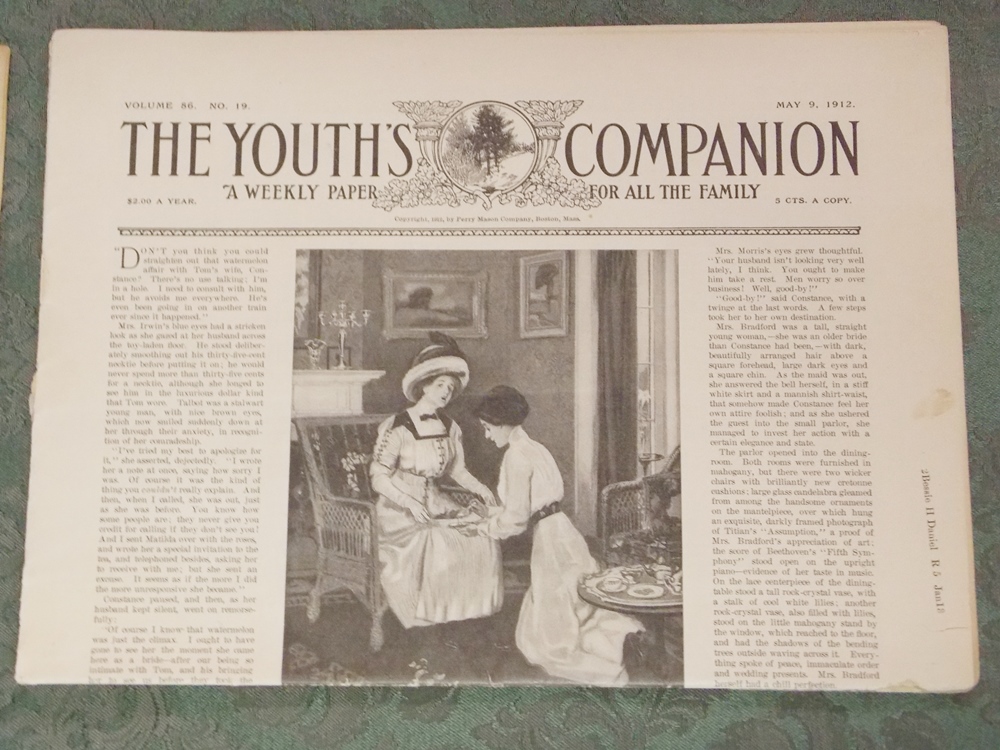 VOLUME 86. NO. 19.
MAY 9, 1912.
THE YOUTH'S COMPANION
A WEEKLY PAPER FOR ALL THE FAMILY
$2.00 A YEAR.
5 CTS. A COPY.
Copyright, 1912, by Perry Mason Company, Boston, Mass.
"DON'T you think you could
straighten out that watermelon
affair with Tom's wife, Con-
stance? There's no use talking: I'm
in a hole. I need to consult with him,
but he avoids me everywhere. He's
even been going in on another train
ever since it happened."
Mrs. Irwin's blue eyes had a stricken
look as she gazed at her husband across
the toy-laden floor. He stood deliber-
ately smoothing out his thirty-five-cent
necktie before putting it on; he would
never spend more than thirty-five cents
for a necktie, although she longed to
see him in the luxurious dollar kind
that Tom wore. Talbot was a stalwart
young man, with nice brown eyes,
which now smiled suddenly down at
her through their anxiety, in recogni-
tion of her comradeship.
"I've tried my best to apologize for
it," she asserted, dejectedly. "I wrote
her a note at once, saying how sorry I
was. Of course it was the kind of
thing you couldn't really explain. And
then, when I called, she was out, just
as she was before. You know how
some people are; they never give you
credit for calling if they don't see you!
And I sent Matilda over with the roses,
and wrote her a special invitation to the
tea, and telephoned besides, asking her
to receive with me; but she sent an
excuse. It seems as if the more I did
the more unresponsive she became."
Constance paused, and then, as her
husband kept silent, went on remorse-
fully:
"Of course I know that watermelon
was just the climax. I ought to have
gone to see her the moment she came
here as a bride—after our being so
intimate with Tom, and his bringing
her to see us before they took the
Mrs. Morris's eyes grew thoughtful.
"Your husband isn't looking very well
lately, I think. You ought to make
him take a rest. Men worry so over
business! Well, good-by!"
"Good-by!" said Constance, with a
twinge at the last words. A few steps
took her to her own destination.
Mrs. Bradford was a tall, straight
young woman,—she was an older bride
than Constance had been,—with dark,
beautifully arranged hair above a
square forehead, large dark eyes and
a square chin. As the maid was out,
she answered the bell herself, in a stiff
white skirt and a mannish shirt-waist,
that somehow made Constance feel her
own attire foolish; and as she ushered
the guest into the small parlor, she
managed to invest her action with a
certain elegance and state.
The parlor opened into the dining-
room. Both rooms were furnished in
mahogany, but there were two wicker
chairs with brilliantly new cretonne
cushions; large glass candelabra gleamed
from among the handsome ornaments
on the mantelpiece, over which hung
an exquisite, darkly framed photograph
of Titian's "Assumption," a proof of
Mrs. Bradford's appreciation of art;
the score of Beethoven's "Fifth Sym-
phony" stood open on the upright
piano—evidence of her taste in music.
On the lace centerpiece of the dining-
table stood a tall rock-crystal vase, with
a stalk of cool white lilies; another
rock-crystal vase, also filled with lilies,
stood on the little mahogany stand by
the window, which reached to the floor,
and had the shadows of the bending
trees outside waving across it. Every-
thing spoke of peace, immaculate order
and wedding presents. Mrs. Bradford
herself had a chill perfection.
Bessie H Daniel R 5 Jan13